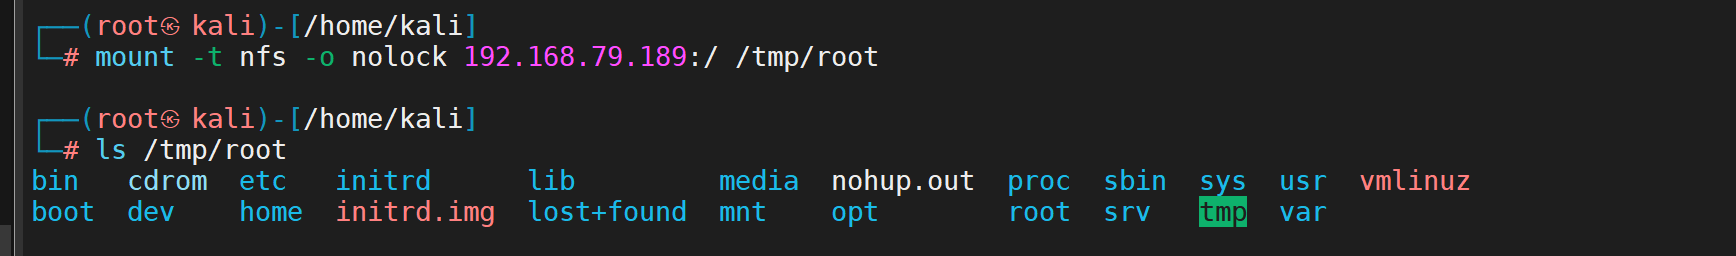 ┌──(root㉿kali)-[/home/kali]
└─# mount -t nfs -o nolock 192.168.79.189:/ /tmp/root
┌──(root㉿kali)-[/home/kali]
└─# ls /tmp/root
bin cdrom etc initrd lib media nohup.out proc sbin sys usr vmlinuz
boot dev home initrd.img lost+found mnt opt root srv tmp var